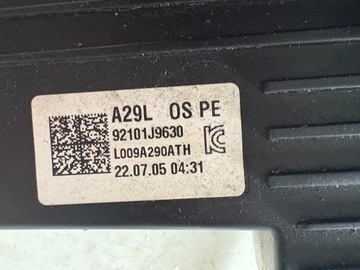 A29L OS PE
92101J9630
L009A290ATH
22.07.05 04:31